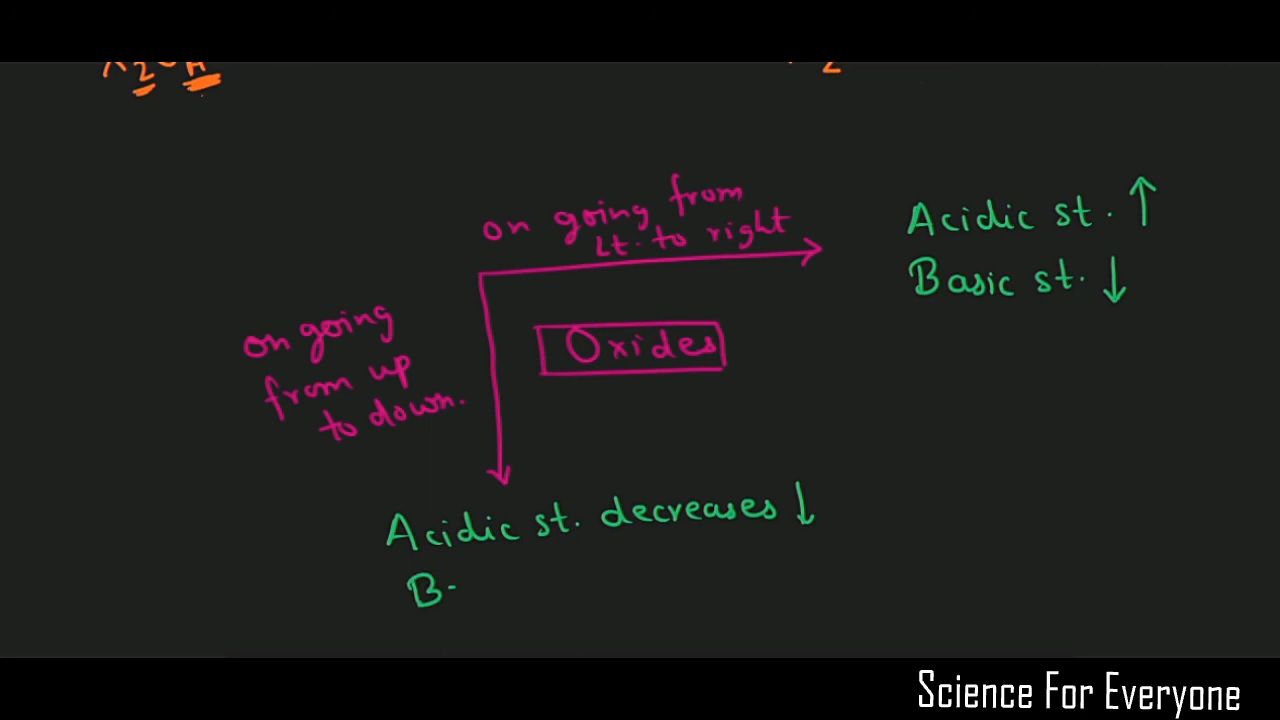 on going from
Lt. to right
Acidic st. ↑
Basic st. ↓
Oxides
on going
from up
to down.
Acidic st. decreases ↓
B-
Science For Everyone